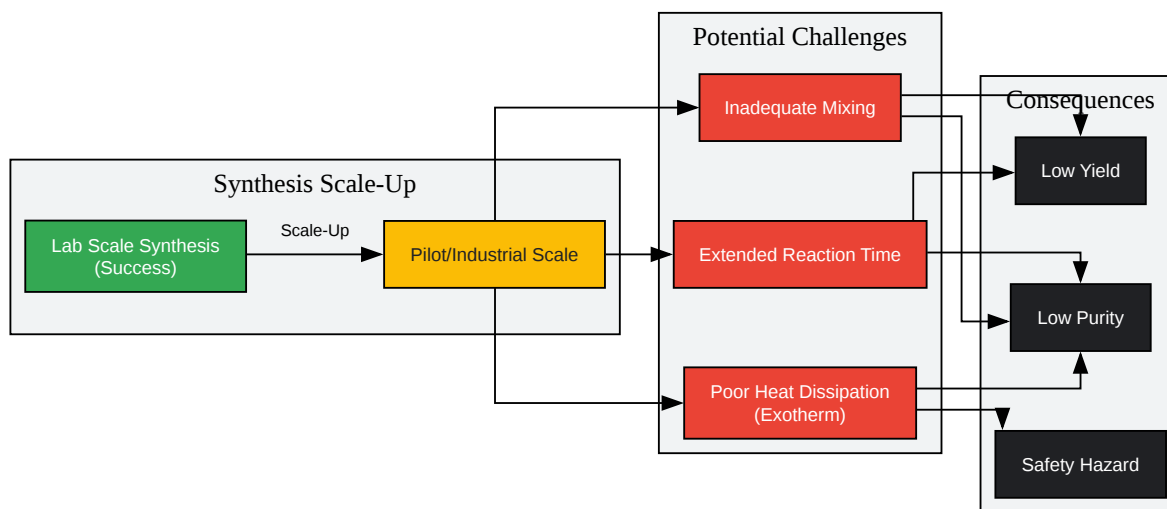 Potential Challenges
Consequences
Inadequate Mixing
Low Yield
Synthesis Scale-Up
Lab Scale Synthesis
(Success)
Scale-Up
Pilot/Industrial Scale
Extended Reaction Time
Low Purity
Poor Heat Dissipation
(Exotherm)
Safety Hazard